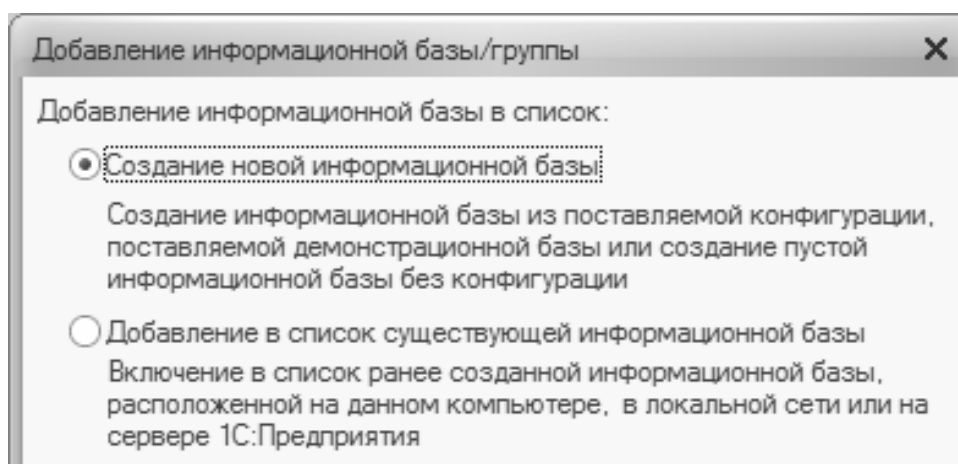 Добавление информационной базы/группы
Добавление информационной базы в список:
Создание новой информационной базы
Создание информационной базы из поставляемой конфигурации,
поставляемой демонстрационной базы или создание пустой
информационной базы без конфигурации
Добавление в список существующей информационной базы
Включение в список ранее созданной информационной базы,
расположенной на данном компьютере, в локальной сети или на
сервере 1С:Предприятия